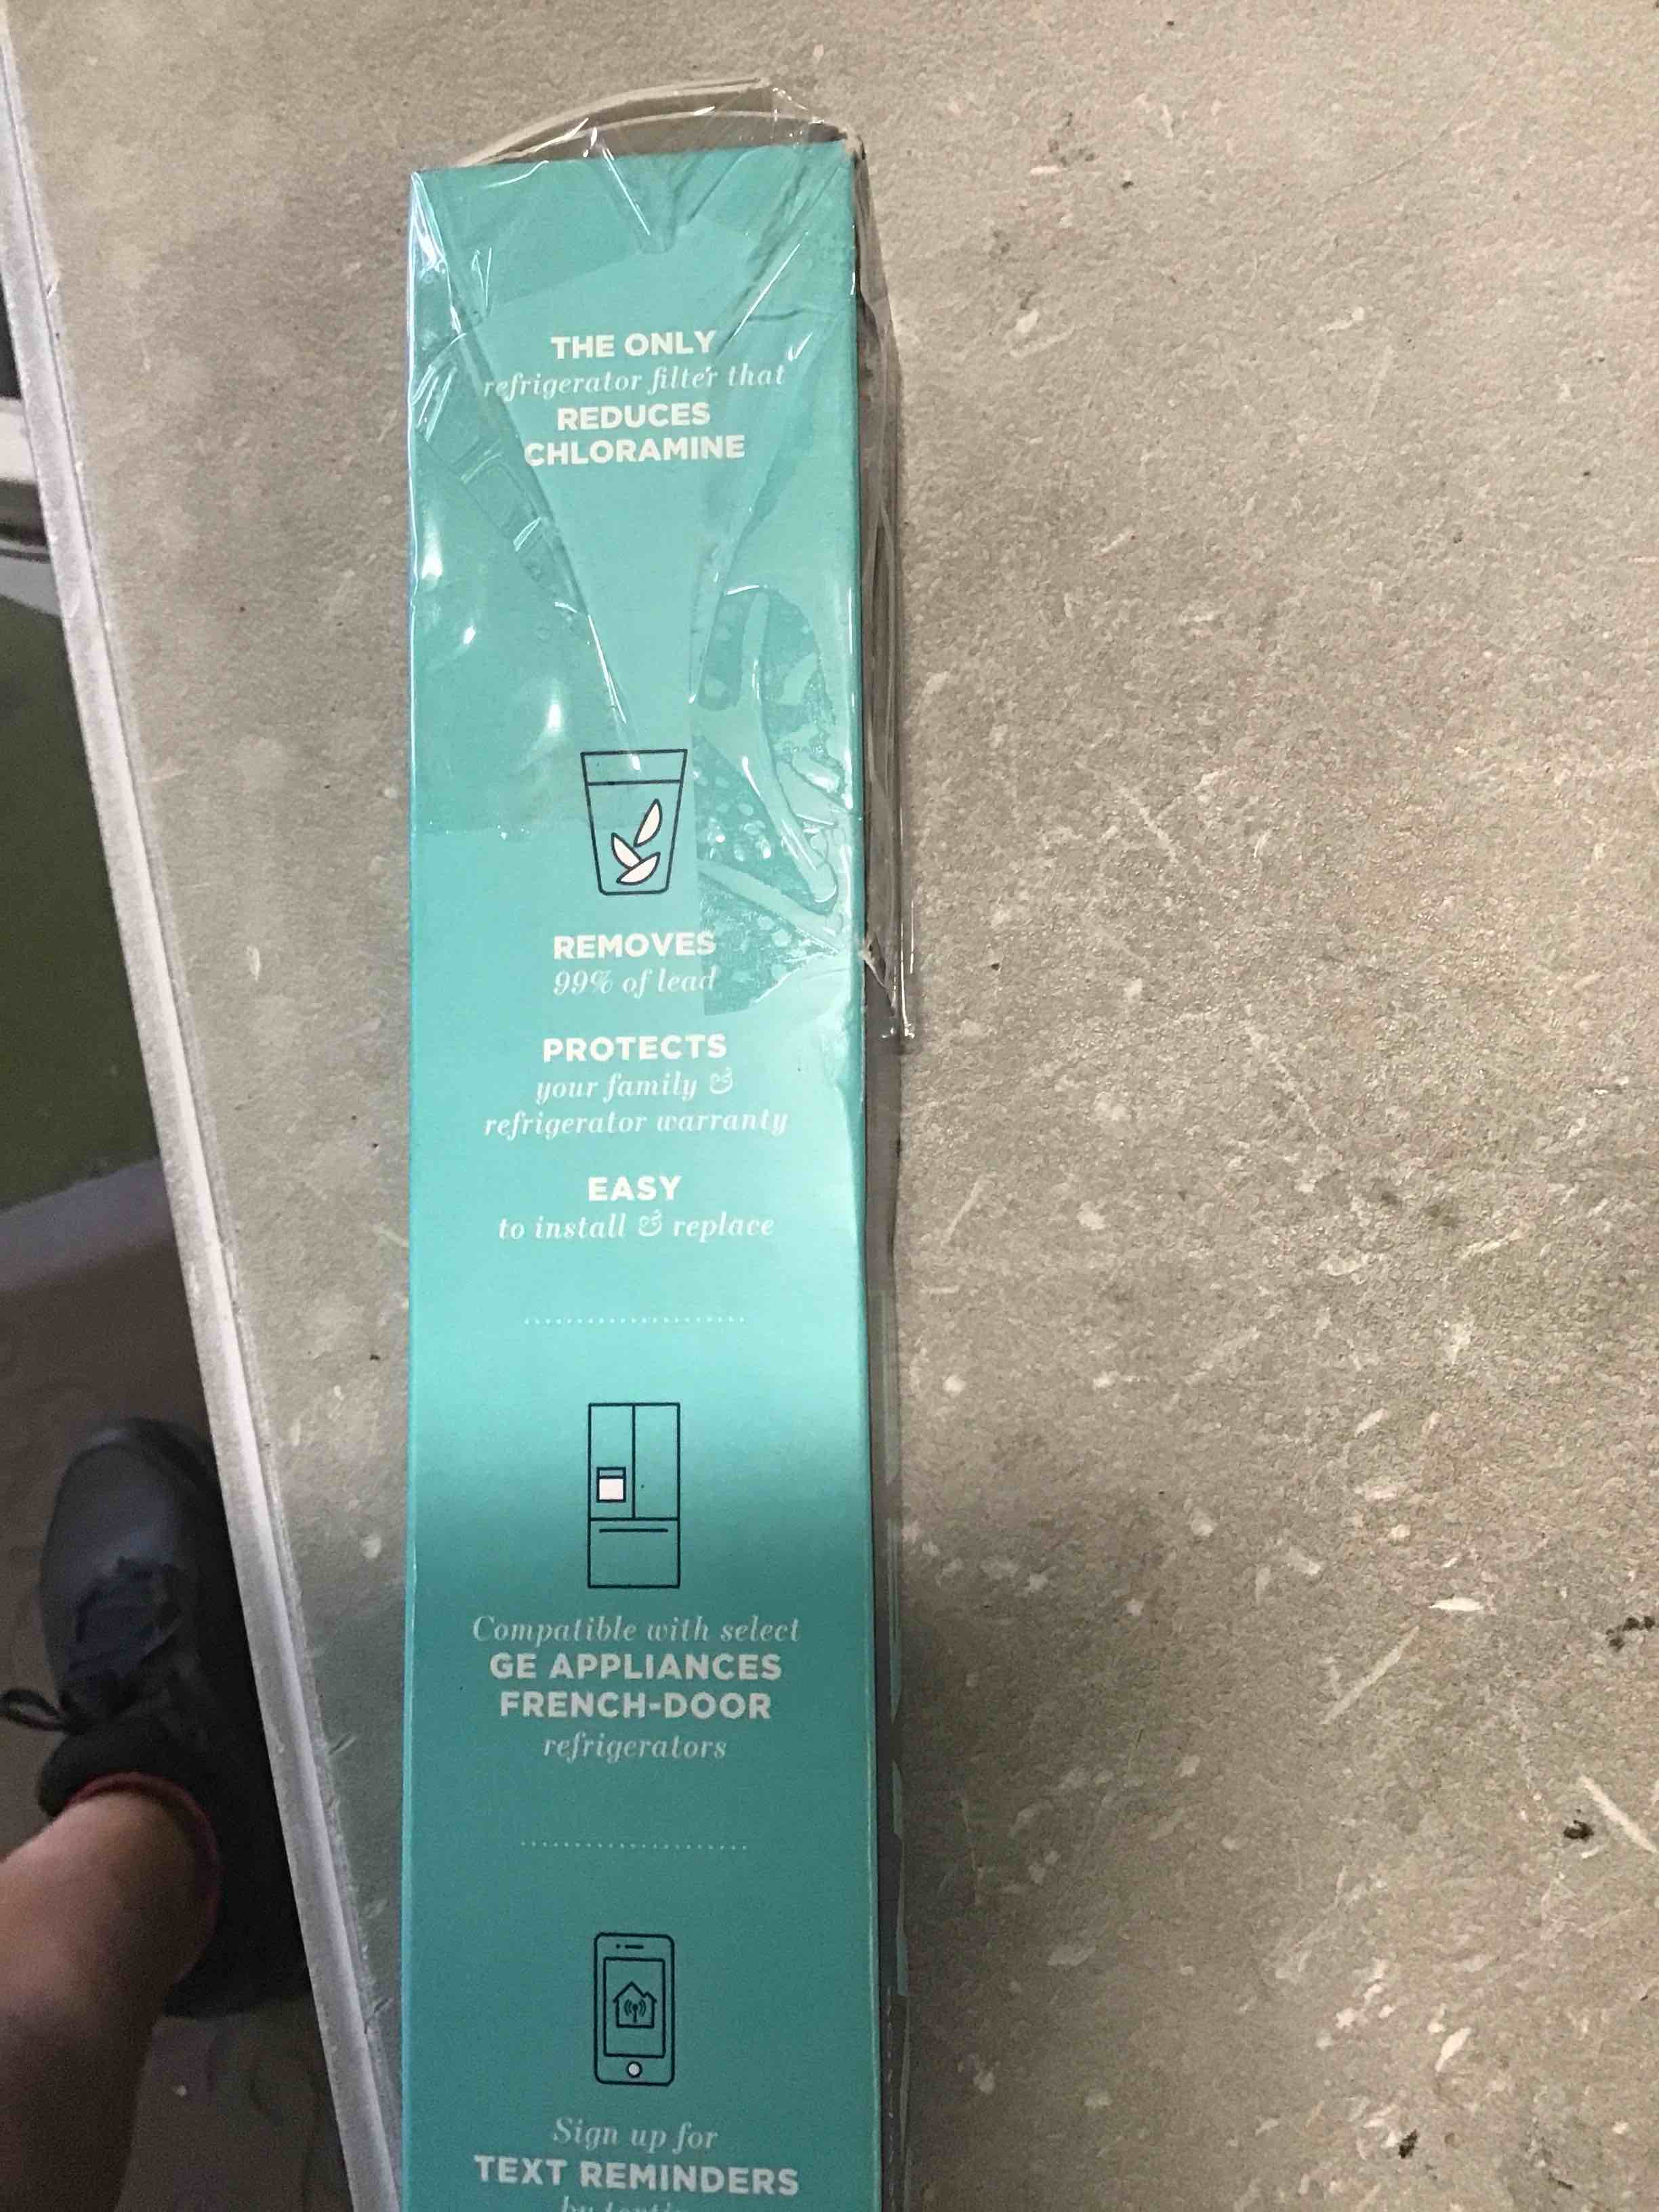 THE ONLY
refrigerator filter that
REDUCES
CHLORAMINE
REMOVES
99% of lead
PROTECTS
your family &
refrigerator warranty
EASY
to install & replace
Compatible with select
GE APPLIANCES
FRENCH-DOOR
refrigerators
Sign up for
TEXT REMINDERS
by